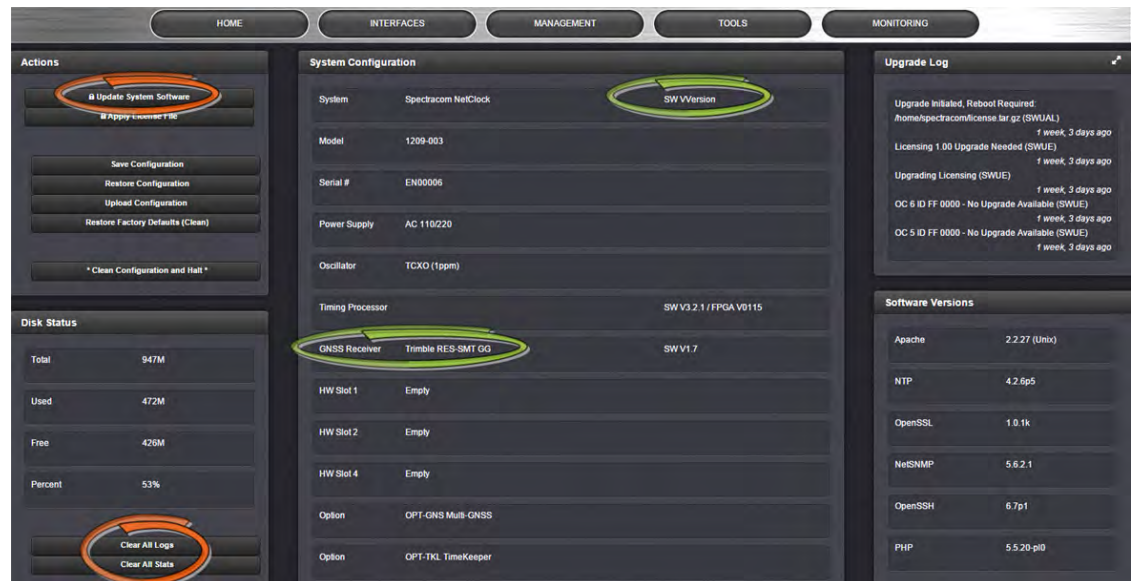 HOME
INTERFACES
MANAGEMENT
TOOLS
MONITORING
Actions
Update System Software
Apply License File
Save Configuration
Restore Configuration
Upload Configuration
Restore Factory Defaults (Clean)
* Clean Configuration and Halt *
Disk Status
Total 947M
Used 472M
Free 426M
Percent 53%
Clear All Logs
Clear All Stats
System Configuration
System Spectracom NetClock SW VVersion
Model 1209-003
Serial # EN00006
Power Supply AC 110/220
Oscillator TCXO (1ppm)
Timing Processor SW V3.2.1 / FPGA V0115
GNSS Receiver Trimble RES-SMT GG SW V1.7
HW Slot 1 Empty
HW Slot 2 Empty
HW Slot 4 Empty
Option OPT-GNS Multi-GNSS
Option OPT-TKL TimeKeeper
Upgrade Log
Upgrade Initiated, Reboot Required:
/home/spectracom/license.tar.gz (SWUAL)
1 week, 3 days ago
Licensing 1.00 Upgrade Needed (SWUE)
1 week, 3 days ago
Upgrading Licensing (SWUE)
1 week, 3 days ago
OC 6 ID FF 0000 - No Upgrade Available (SWUE)
1 week, 3 days ago
OC 5 ID FF 0000 - No Upgrade Available (SWUE)
1 week, 3 days ago
Software Versions
Apache 2.2.27 (Unix)
NTP 4.2.6p5
OpenSSL 1.0.1k
NetSNMP 5.6.2.1
OpenSSH 6.7p1
PHP 5.5.20-pl0